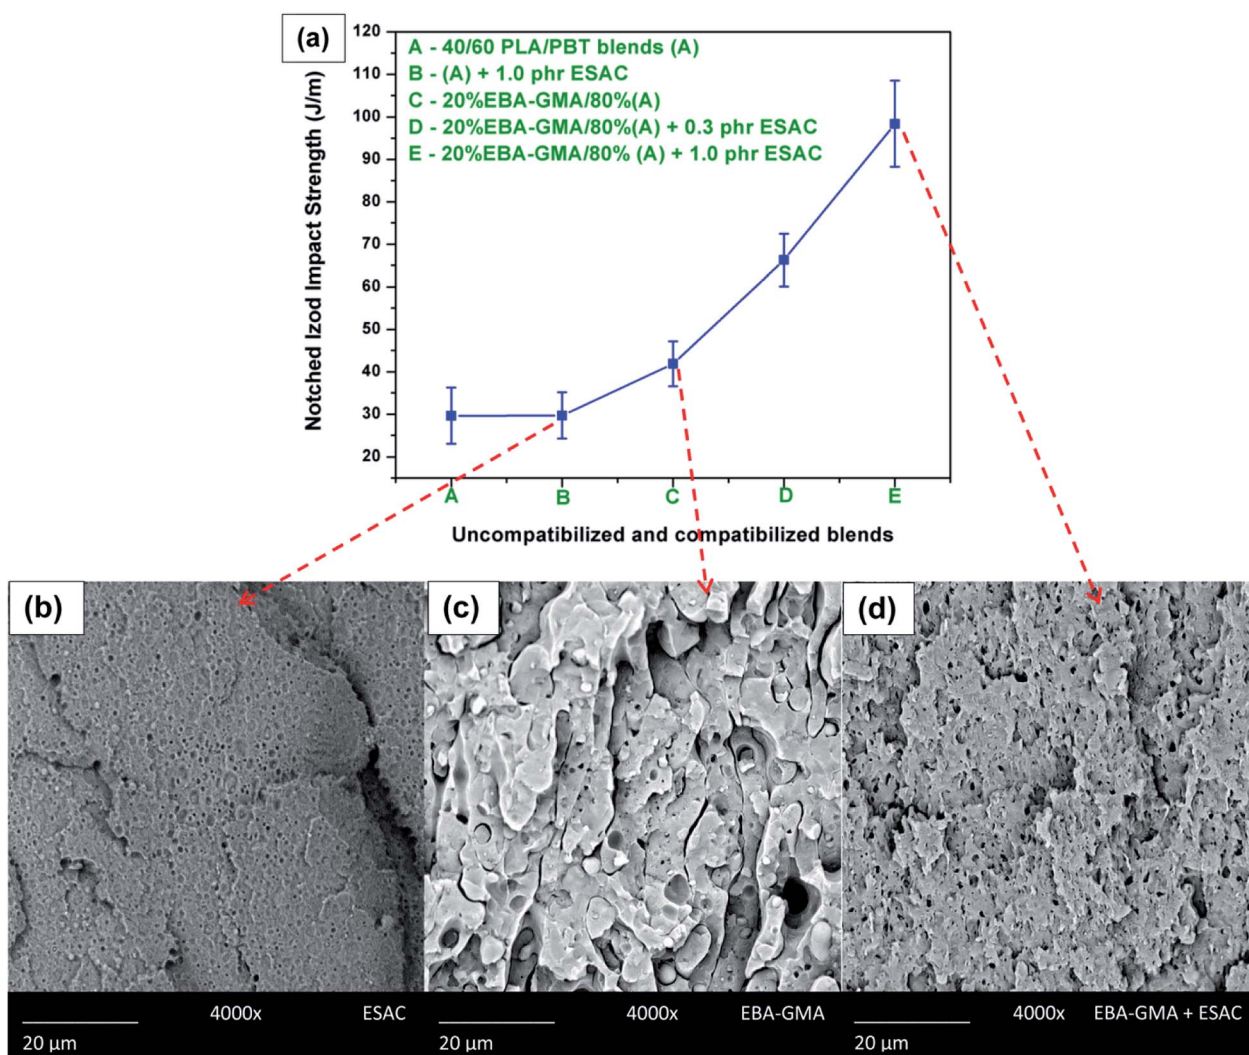 (a)
120
110
100
90
80
70
60
50
40
30
20
Notched Izod Impact Strength (J/m)
A - 40/60 PLA/PBT blends (A)
B - (A) + 1.0 phr ESAC
C - 20%EBA-GMA/80%(A)
D - 20%EBA-GMA/80%(A) + 0.3 phr ESAC
E - 20%EBA-GMA/80% (A) + 1.0 phr ESAC
A B C D E
Uncompatibilized and compatibilized blends
(b)
(c)
(d)
4000x ESAC
20 µm
4000x EBA-GMA
20 µm
4000x EBA-GMA + ESAC
20 µm